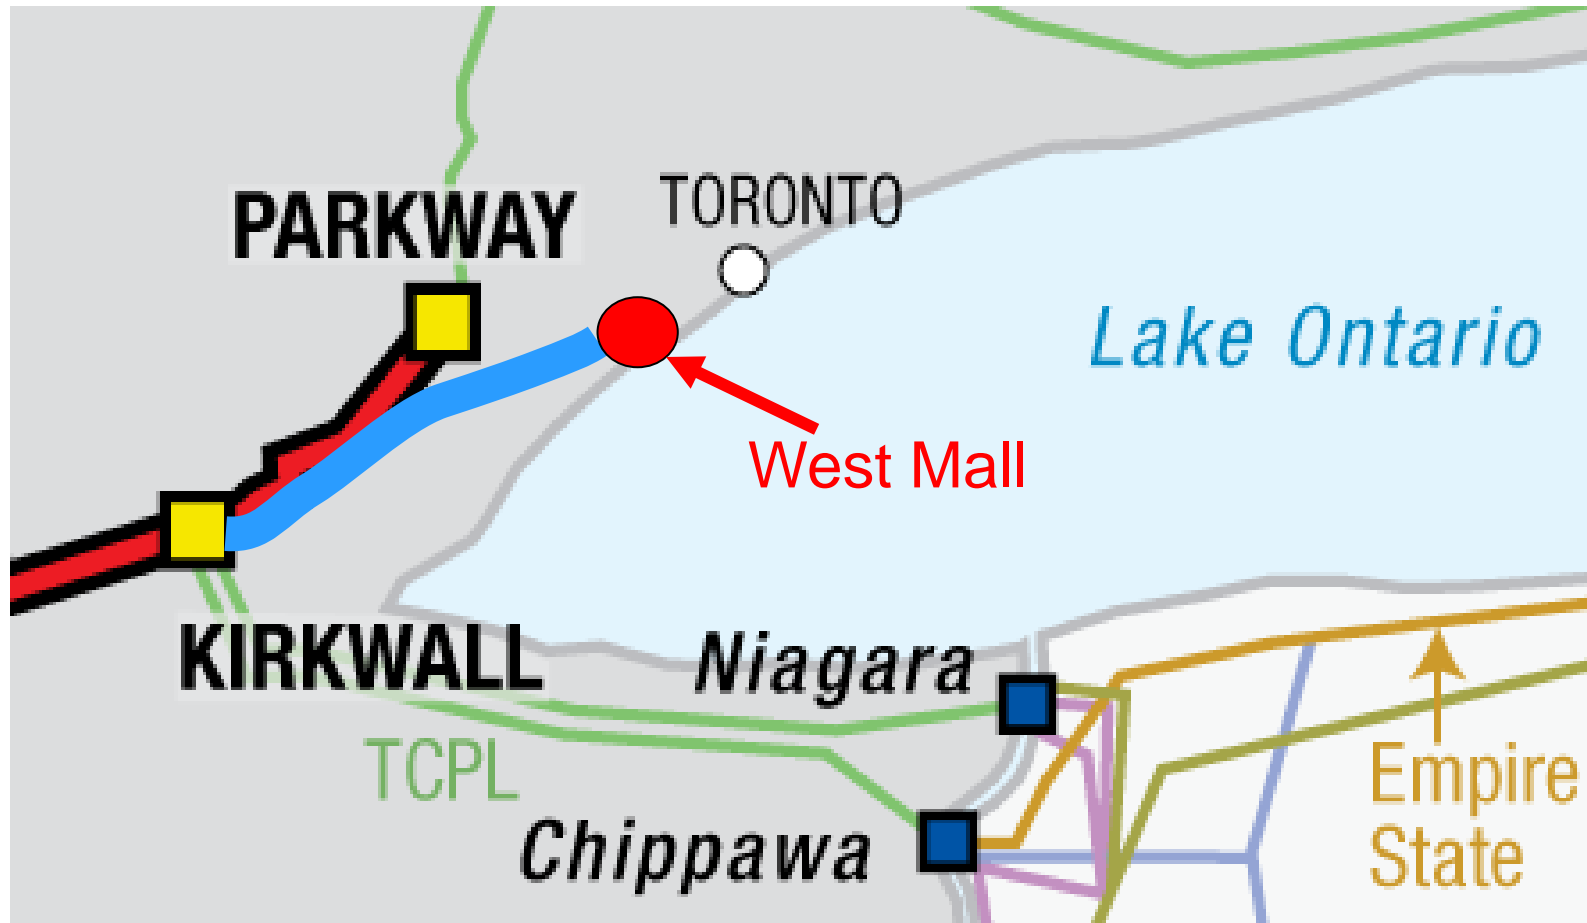 TORONTO
PARKWAY
Lake Ontario
West Mall
KIRKWALL
Niagara
TCPL
Empire
State
Chippawa